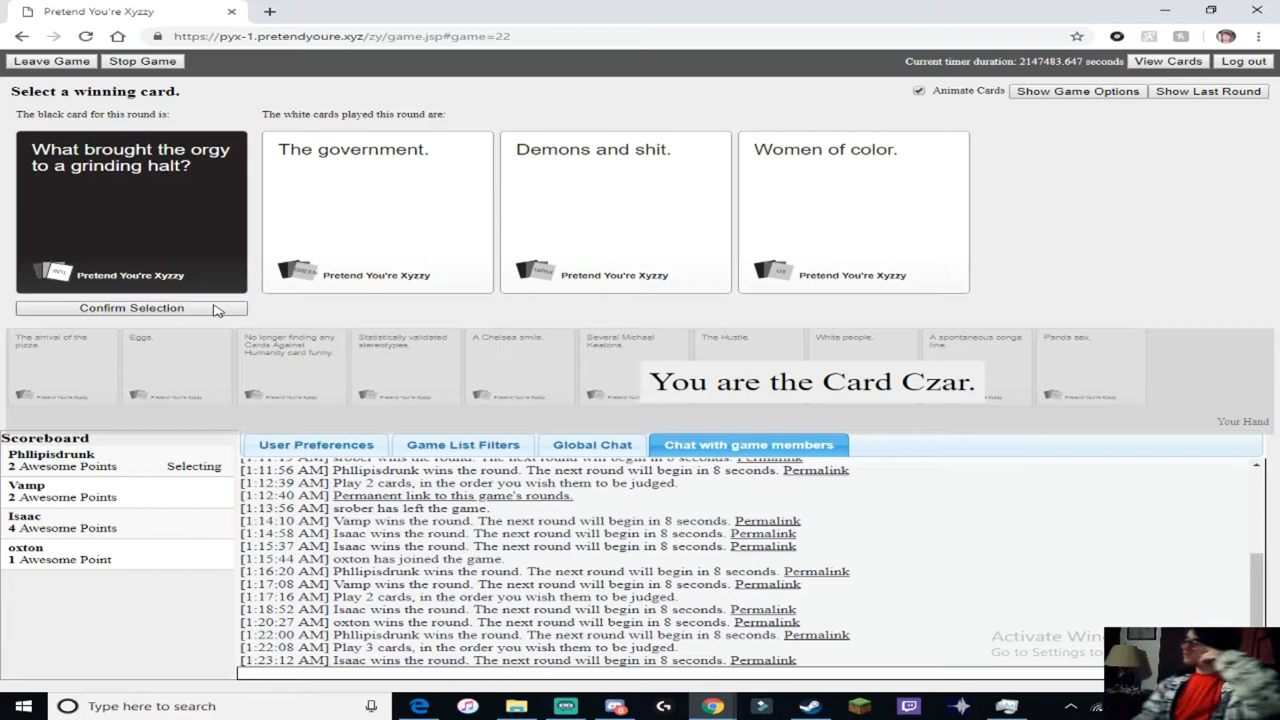 Pretend You're Xyzzy
https://pyx-1.pretendyoure.xyz/zy/game.jsp#game=22
Leave Game Stop Game Current timer duration: 2147483.647 seconds View Cards Log out
Select a winning card. Animate Cards Show Game Options Show Last Round
The black card for this round is: The white cards played this round are:
What brought the orgy
to a grinding halt?
Pretend You're Xyzzy
The government.
Pretend You're Xyzzy
Demons and shit.
Pretend You're Xyzzy
Women of color.
US
Pretend You're Xyzzy
Confirm Selection
The arrival of the
pizza.
Eggs.
No longer finding any
Cards Against
Humanity card funny.
Statistically validated
stereotypes.
A Chelsea smile.
Several Michael
Keatons.
The Hustle.
White people.
A spontaneous conga
line.
Panda sex.
You are the Card Czar.
Your Hand
Scoreboard
Phllipisdrunk
2 Awesome Points Selecting
Vamp
2 Awesome Points
Isaac
4 Awesome Points
oxton
1 Awesome Point
User Preferences Game List Filters Global Chat Chat with game members
[1:11:56 AM] Phllipisdrunk wins the round. The next round will begin in 8 seconds. Permalink
[1:12:39 AM] Play 2 cards, in the order you wish them to be judged.
[1:12:40 AM] Permanent link to this game's rounds.
[1:13:56 AM] srober has left the game.
[1:14:10 AM] Vamp wins the round. The next round will begin in 8 seconds. Permalink
[1:14:58 AM] Isaac wins the round. The next round will begin in 8 seconds. Permalink
[1:15:37 AM] Isaac wins the round. The next round will begin in 8 seconds. Permalink
[1:15:44 AM] oxton has joined the game.
[1:16:20 AM] Phllipisdrunk wins the round. The next round will begin in 8 seconds. Permalink
[1:17:08 AM] Vamp wins the round. The next round will begin in 8 seconds. Permalink
[1:17:16 AM] Play 2 cards, in the order you wish them to be judged.
[1:18:52 AM] Isaac wins the round. The next round will begin in 8 seconds. Permalink
[1:20:27 AM] oxton wins the round. The next round will begin in 8 seconds. Permalink
[1:22:00 AM] Phllipisdrunk wins the round. The next round will begin in 8 seconds. Permalink
[1:22:08 AM] Play 3 cards, in the order you wish them to be judged.
[1:23:12 AM] Isaac wins the round. The next round will begin in 8 seconds. Permalink
Activate Win
Go to Settings to
Type here to search